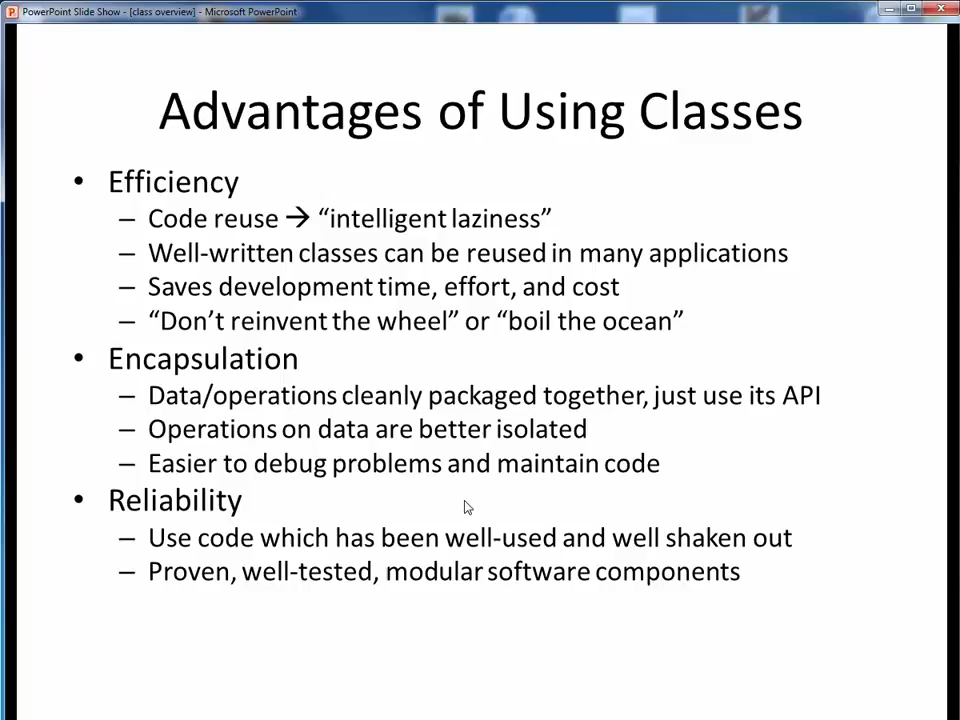 PowerPoint Slide Show - [class overview] - Microsoft PowerPoint
Advantages of Using Classes
• Efficiency
– Code reuse → “intelligent laziness”
– Well-written classes can be reused in many applications
– Saves development time, effort, and cost
– “Don’t reinvent the wheel” or “boil the ocean”
• Encapsulation
– Data/operations cleanly packaged together, just use its API
– Operations on data are better isolated
– Easier to debug problems and maintain code
• Reliability
– Use code which has been well-used and well shaken out
– Proven, well-tested, modular software components